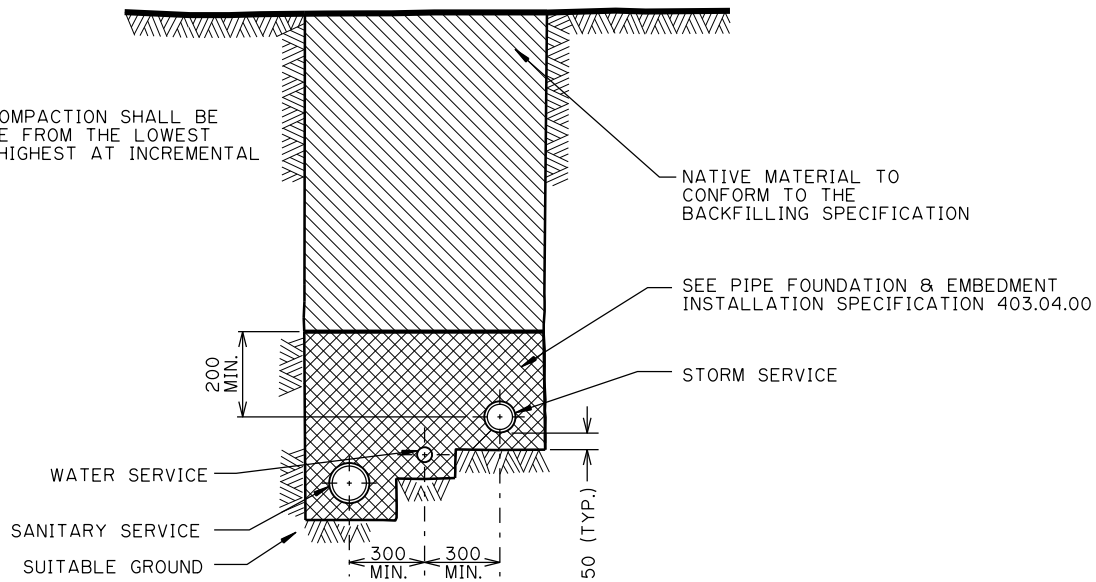 OMPACTION SHALL BE
E FROM THE LOWEST
HIGHEST AT INCREMENTAL
NATIVE MATERIAL TO
CONFORM TO THE
BACKFILLING SPECIFICATION
SEE PIPE FOUNDATION & EMBEDMENT
INSTALLATION SPECIFICATION 403.04.00
200
MIN.
STORM SERVICE
WATER SERVICE
SANITARY SERVICE
SUITABLE GROUND
300
MIN.
300
MIN.
50 (TYP.)